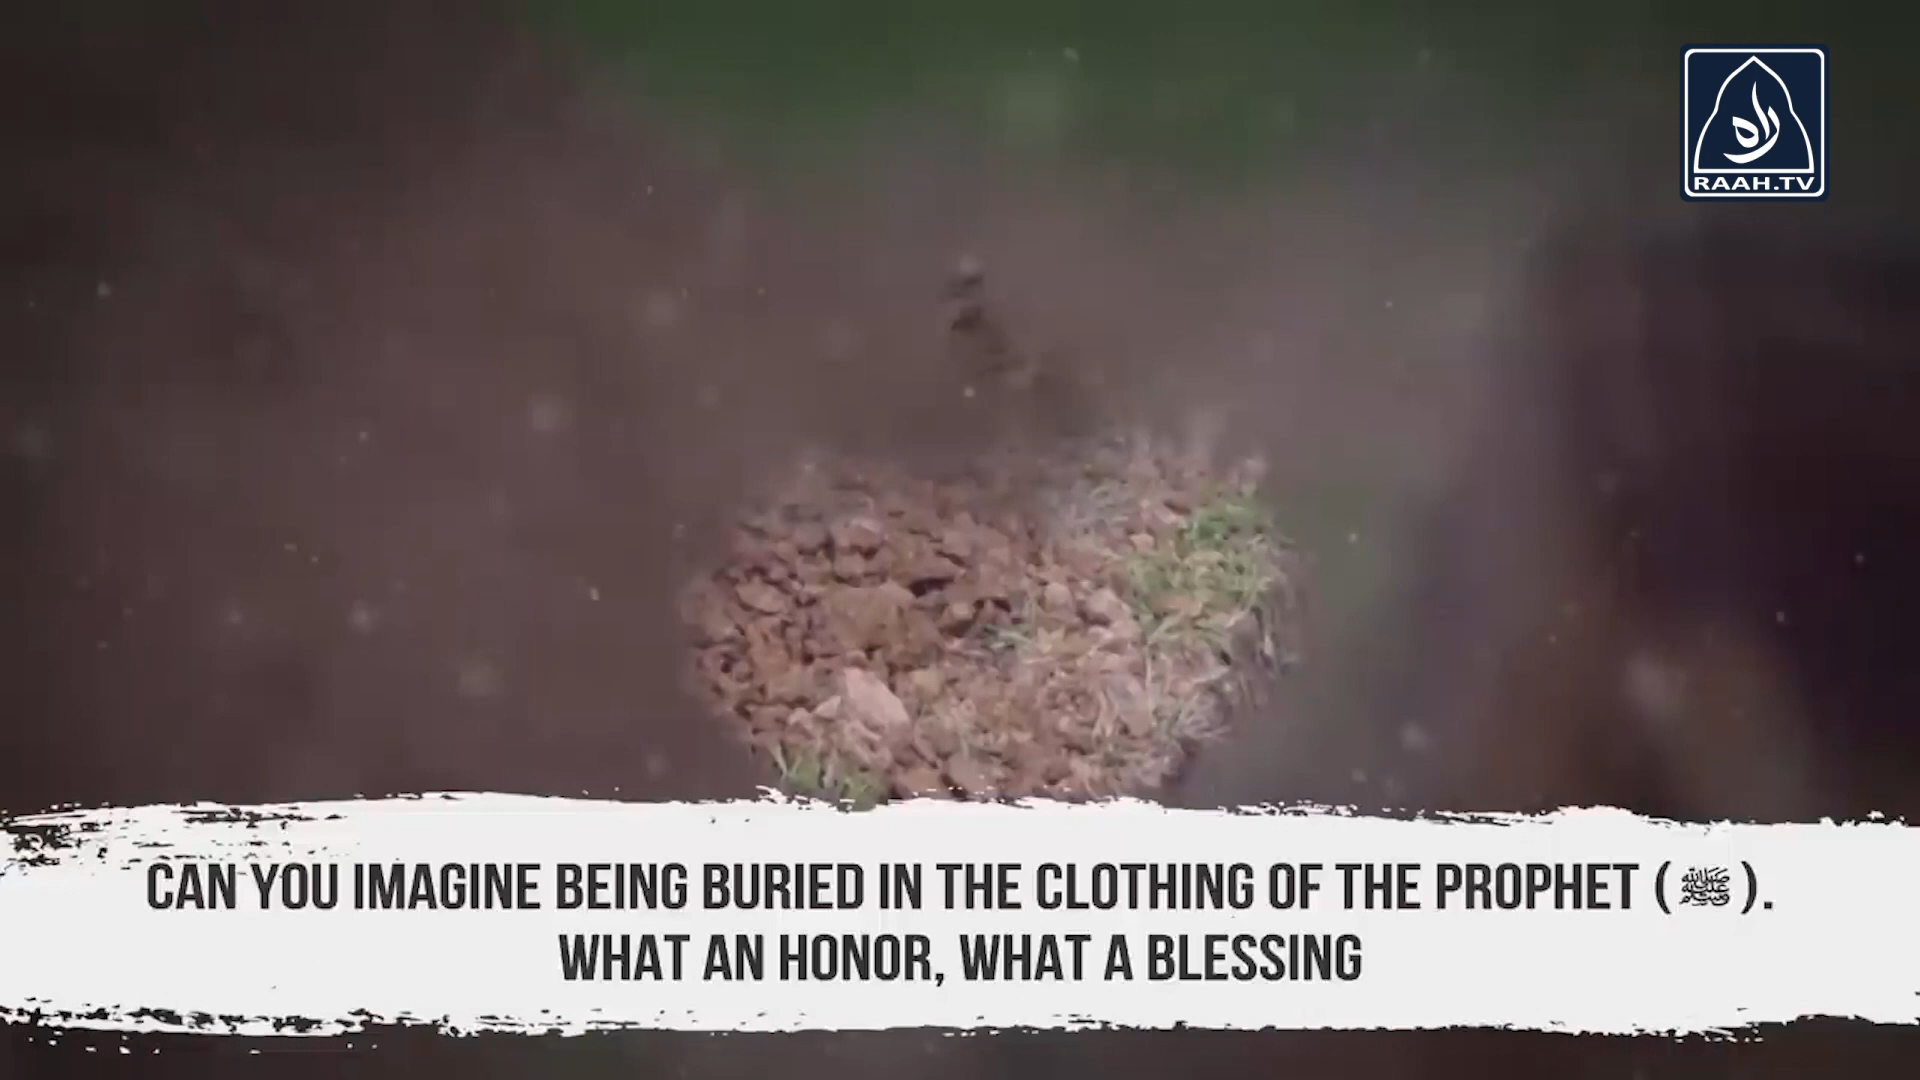 راه
RAAH.TV
CAN YOU IMAGINE BEING BURIED IN THE CLOTHING OF THE PROPHET (ﷺ).
WHAT AN HONOR, WHAT A BLESSING